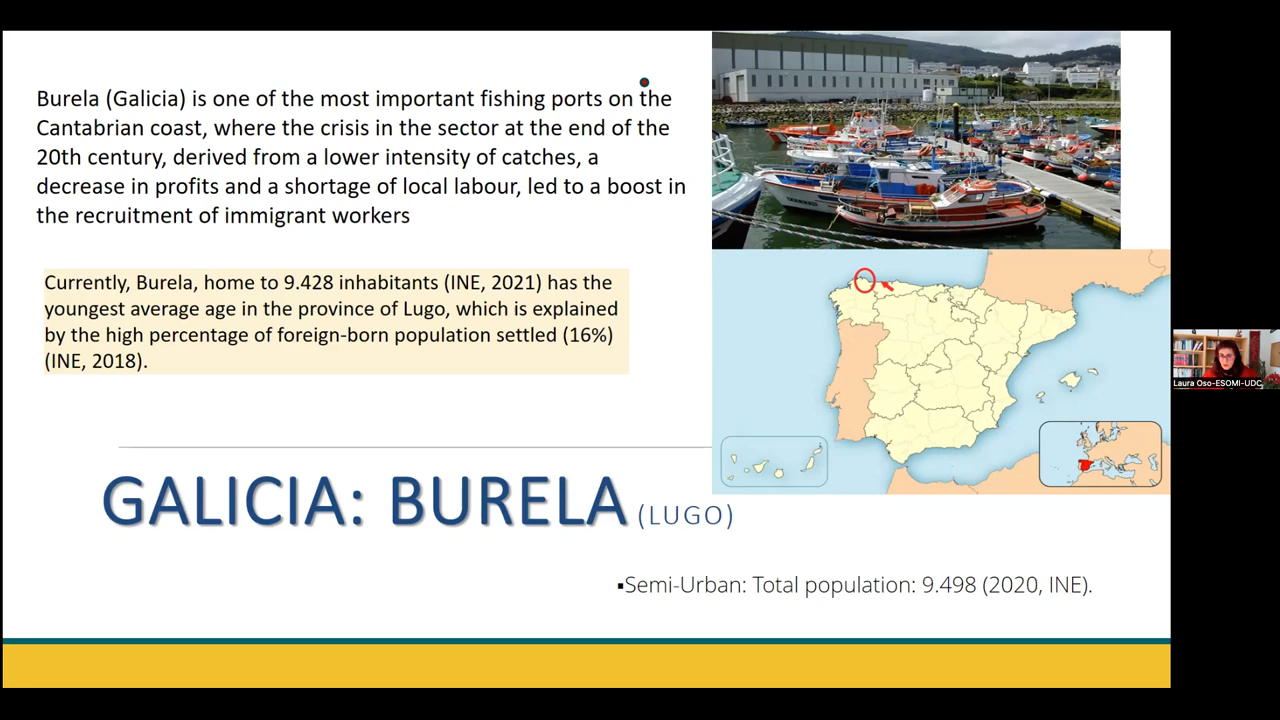 Burela (Galicia) is one of the most important fishing ports on the
Cantabrian coast, where the crisis in the sector at the end of the
20th century, derived from a lower intensity of catches, a
decrease in profits and a shortage of local labour, led to a boost in
the recruitment of immigrant workers
Currently, Burela, home to 9.428 inhabitants (INE, 2021) has the
youngest average age in the province of Lugo, which is explained
by the high percentage of foreign-born population settled (16%)
(INE, 2018).
GALICIA: BURELA (LUGO)
▪Semi-Urban: Total population: 9.498 (2020, INE).
Laura Oso-ESOMI-UDC